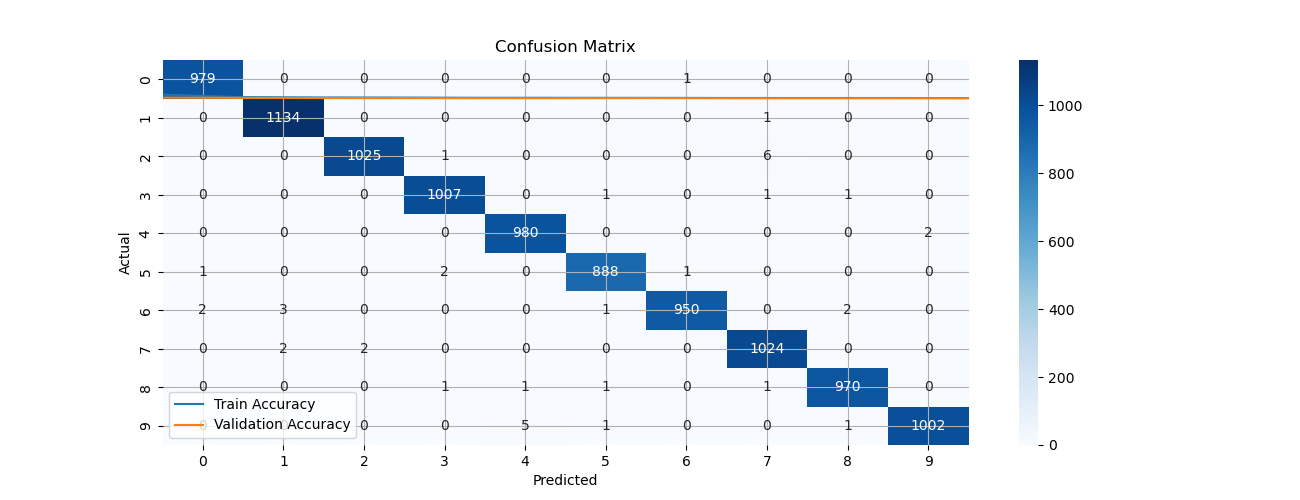 Confusion Matrix
0 979 0 0 0 0 0 1 0 0 0
1 0 1134 0 0 0 0 0 1 0 0
2 0 0 1025 1 0 0 0 6 0 0
3 0 0 0 1007 0 1 0 1 1 0
4 0 0 0 0 980 0 0 0 0 2
5 1 0 0 2 0 888 1 0 0 0
6 2 3 0 0 0 1 950 0 2 0
7 0 2 2 0 0 0 0 1024 0 0
8 0 0 0 1 1 1 0 1 970 0
9 0 0 0 5 1 0 0 1 1002
Actual
Train Accuracy
Validation Accuracy
0 1 2 3 4 5 6 7 8 9
Predicted
1000
800
600
400
200
0